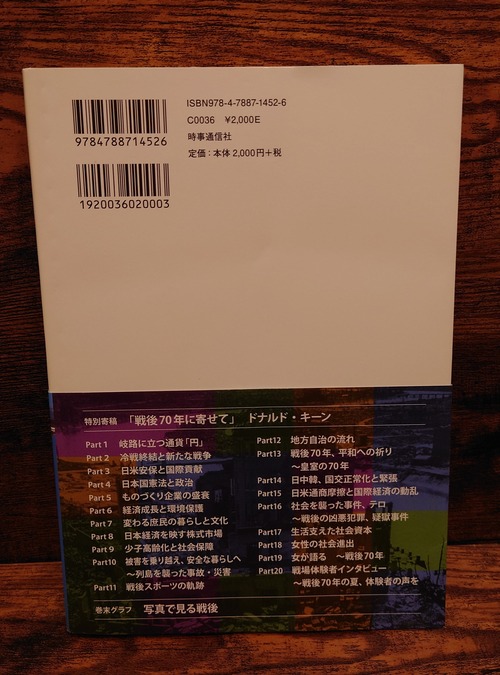 ISBN978-4-7887-1452-6
C0036 ¥2,000E
時事通信社
定価：本体2,000円＋税
9784788714526
1920036020003
特別寄稿 「戦後70年に寄せて」 ドナルド・キーン
Part 1 岐路に立つ通貨「円」
Part 2 冷戦終結と新たな戦争
Part 3 日米安保と国際貢献
Part 4 日本国憲法と政治
Part 5 ものづくり企業の盛衰
Part 6 経済成長と環境保護
Part 7 変わる庶民の暮らしと文化
Part 8 日本経済を映す株式市場
Part 9 少子高齢化と社会保障
Part10 被害を乗り越え、安全な暮らしへ
～列島を襲った事故・災害
Part11 戦後スポーツの軌跡
Part12 地方自治の流れ
Part13 戦後70年、平和への祈り
～皇室の70年
Part14 日中韓、国交正常化と緊張
Part15 日米通商摩擦と国際経済の動乱
Part16 社会を襲った事件、テロ
～戦後の凶悪犯罪、疑獄事件
Part17 生活支えた社会資本
Part18 女性の社会進出
Part19 女が語る ～戦後70年
Part20 戦場体験者インタビュー
～戦後70年の夏、体験者の声を
巻末グラフ 写真で見る戦後